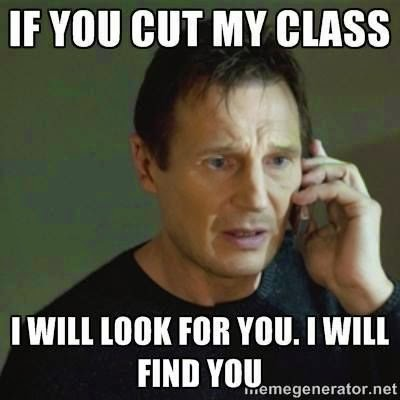 IF YOU CUT MY CLASS
I WILL LOOK FOR YOU. I WILL
FIND YOU
memegenerator.net